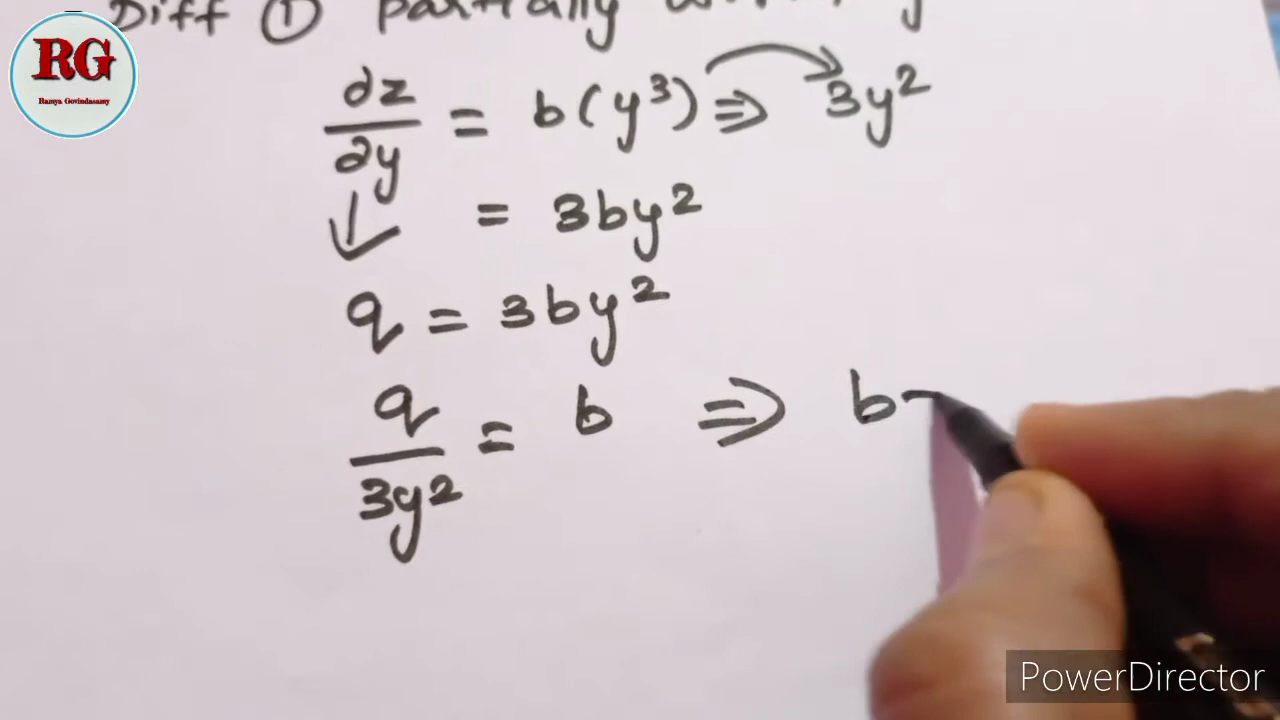 RG
Ramya Govindasamy
Diff ① partially
∂z/∂y = b(y³) ⇒ 3y²
↓ = 3by²
q = 3by²
q/3y² = b ⇒ b
PowerDirector